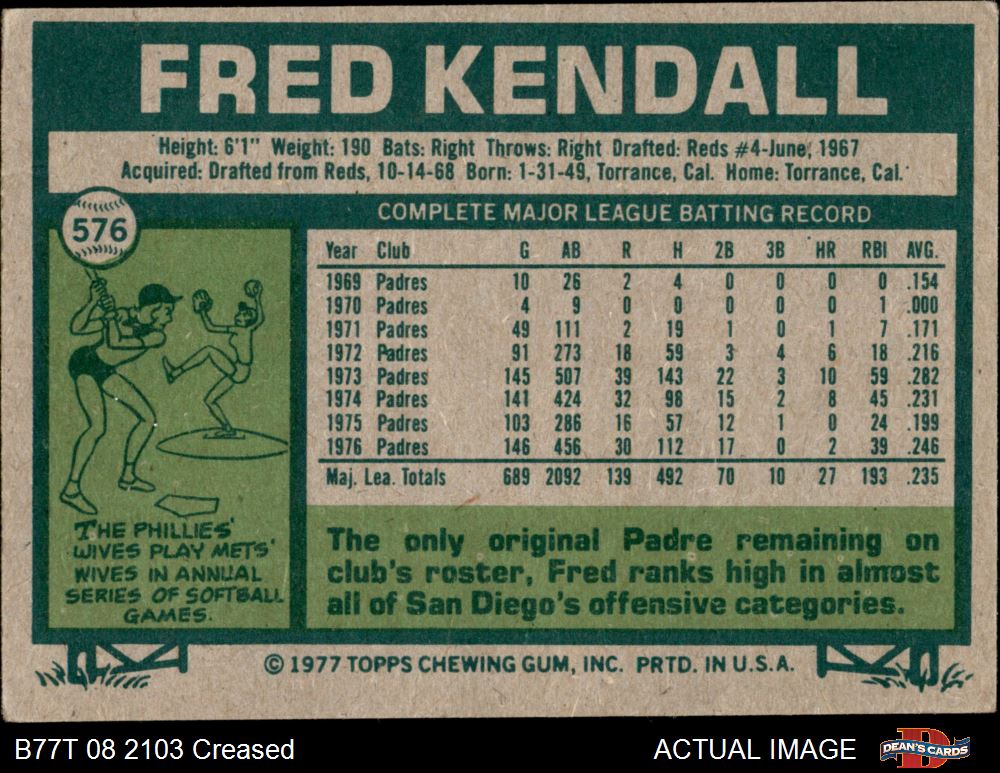 FRED KENDALL
Height: 6'1" Weight: 190 Bats: Right Throws: Right Drafted: Reds #4-June, 1967
Acquired: Drafted from Reds, 10-14-68 Born: 1-31-49, Torrance, Cal. Home: Torrance, Cal.
576
COMPLETE MAJOR LEAGUE BATTING RECORD
Year Club G AB R H 2B 3B HR RBI AVG.
1969 Padres 10 26 2 4 0 0 0 0 .154
1970 Padres 4 9 0 0 0 0 0 1 .000
1971 Padres 49 111 2 19 1 0 1 7 .171
1972 Padres 91 273 18 59 3 4 6 18 .216
1973 Padres 145 507 39 143 22 3 10 59 .282
1974 Padres 141 424 32 98 15 2 8 45 .231
1975 Padres 103 286 16 57 12 1 0 24 .199
1976 Padres 146 456 30 112 17 0 2 39 .246
Maj. Lea. Totals 689 2092 139 492 70 10 27 193 .235
THE PHILLIES'
WIVES PLAY METS'
WIVES IN ANNUAL
SERIES OF SOFTBALL
GAMES.
The only original Padre remaining on
club's roster, Fred ranks high in almost
all of San Diego's offensive categories.
© 1977 TOPPS CHEWING GUM, INC. PRTD. IN U.S.A.
B77T 08 2103 Creased
ACTUAL IMAGE
DEAN'S CARDS